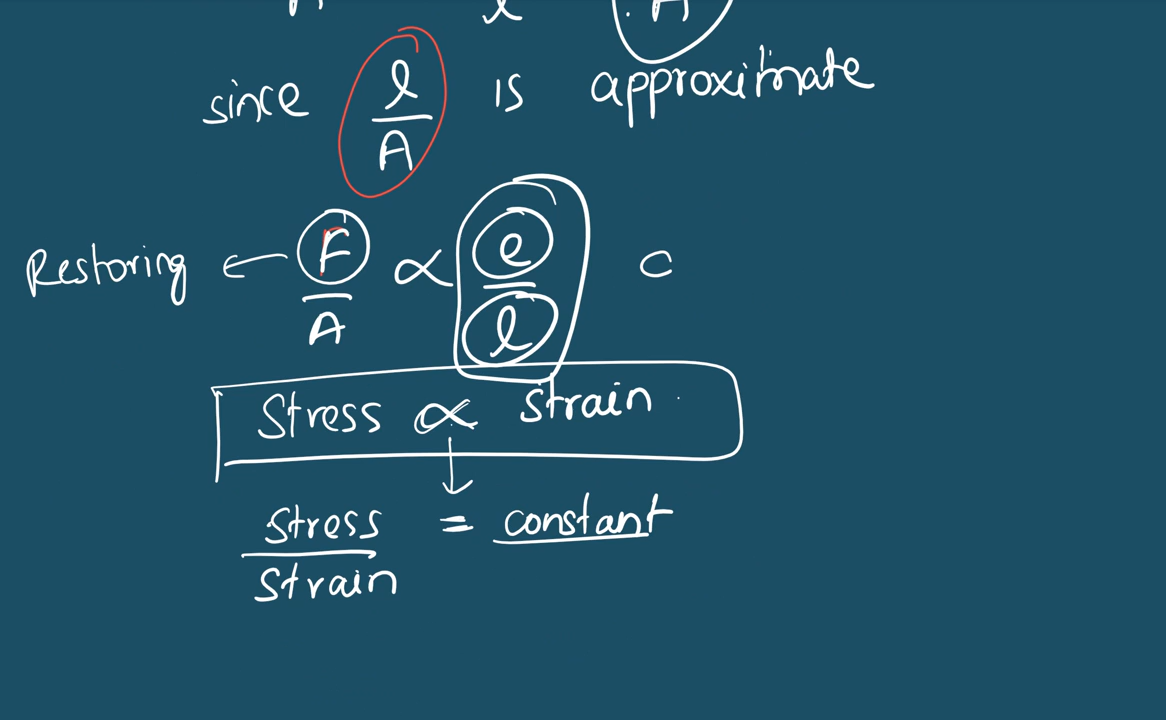 since l/A is approximate
Restoring ← F/A ∝ e/l c
Stress ∝ strain.
Stress/Strain = constant